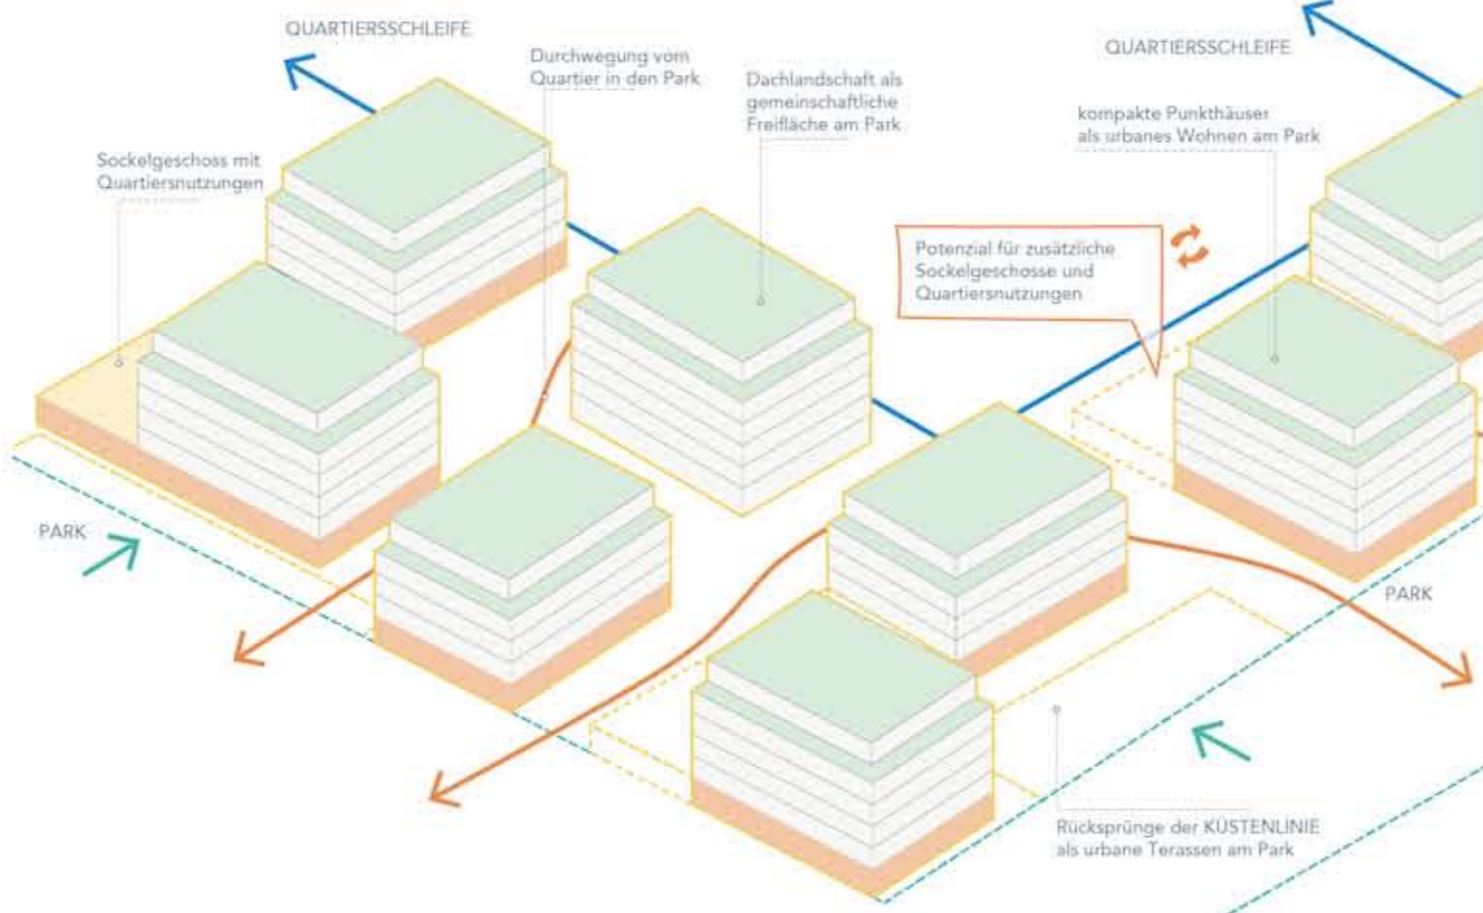 QUARTIERSSCHLEIFE
Durchwegung vom
Quartier in den Park
Dachlandschaft als
gemeinschaftliche
Freifläche am Park
QUARTIERSSCHLEIFE
kompakte Punkthäuser
als urbanes Wohnen am Park
Sockelgeschoss mit
Quartiersnutzungen
Potenzial für zusätzliche
Sockelgeschosse und
Quartiersnutzungen
PARK
PARK
Rücksprünge der KÜSTENLINIE
als urbane Terassen am Park